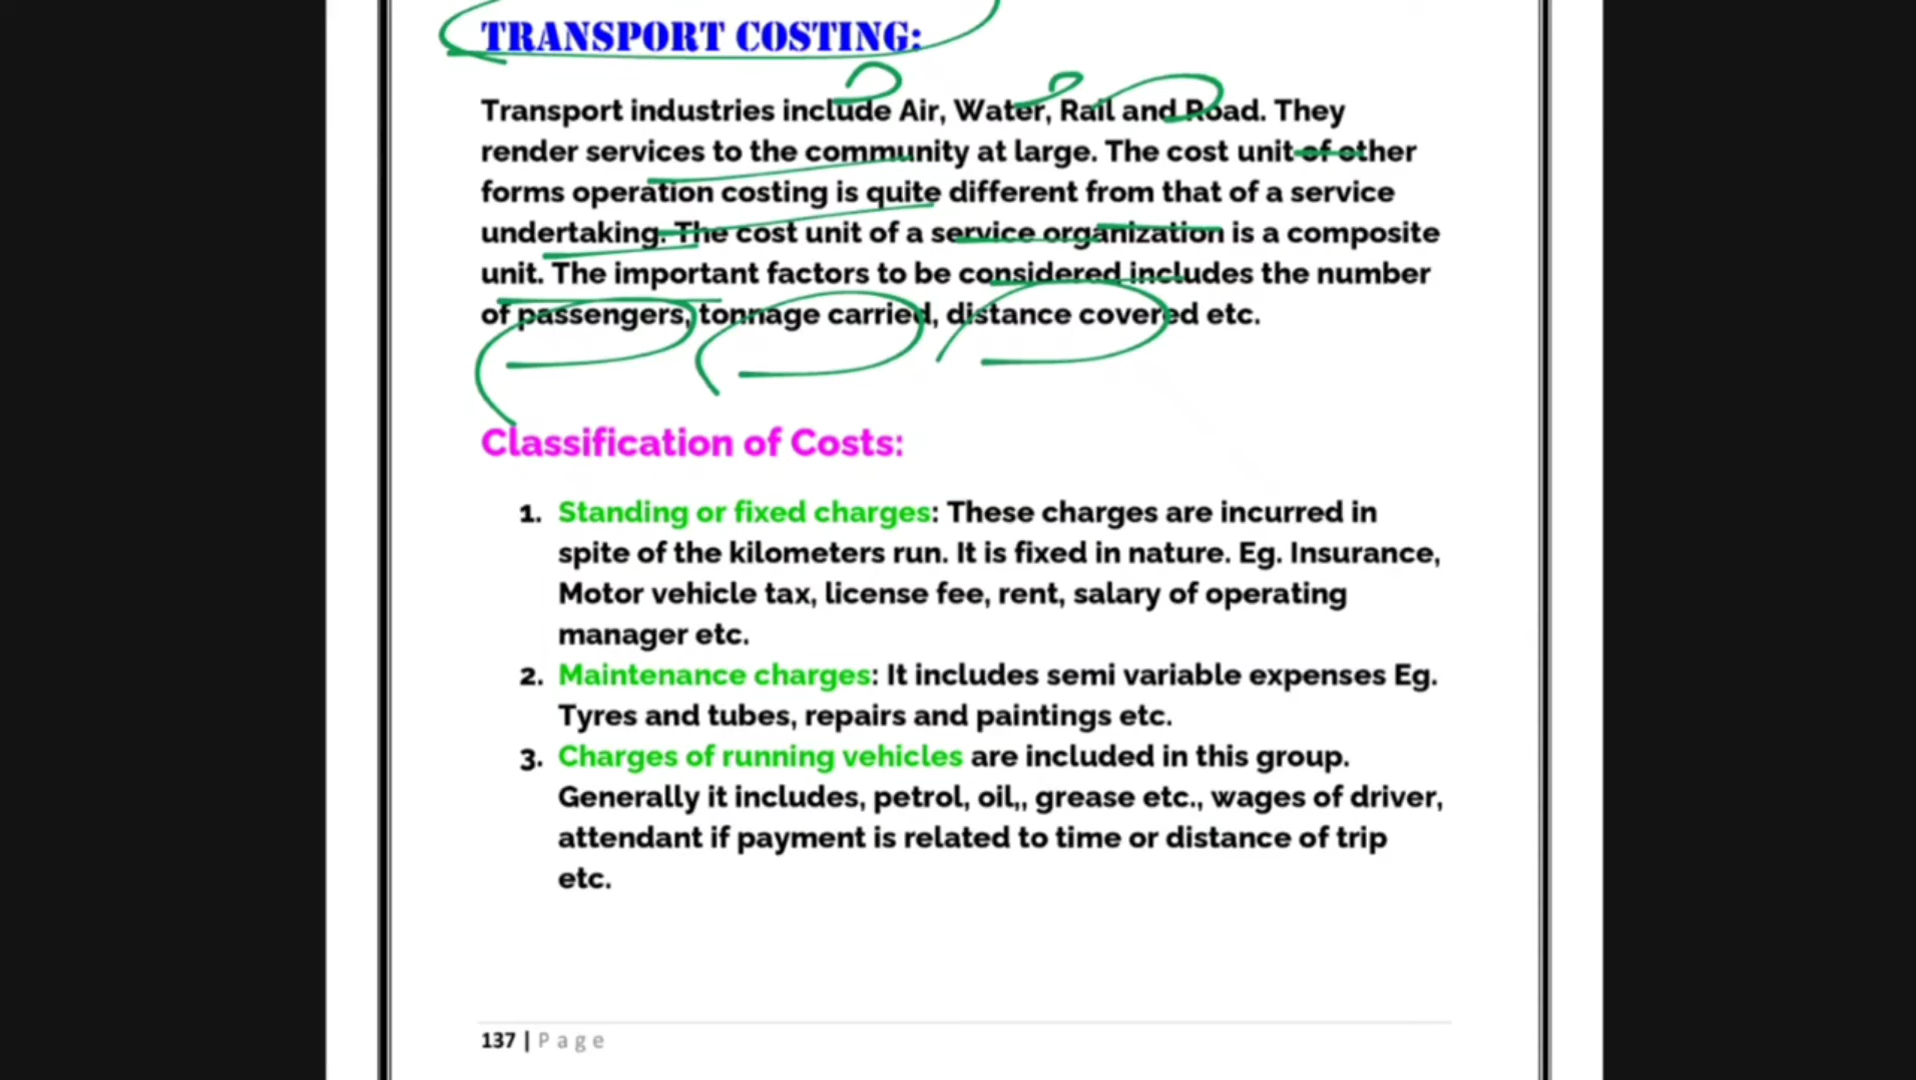 TRANSPORT COSTING:
Transport industries include Air, Water, Rail and Road. They
render services to the community at large. The cost unit of other
forms operation costing is quite different from that of a service
undertaking. The cost unit of a service organization is a composite
unit. The important factors to be considered includes the number
of passengers, tonnage carried, distance covered etc.
Classification of Costs:
1. Standing or fixed charges: These charges are incurred in
spite of the kilometers run. It is fixed in nature. Eg. Insurance,
Motor vehicle tax, license fee, rent, salary of operating
manager etc.
2. Maintenance charges: It includes semi variable expenses Eg.
Tyres and tubes, repairs and paintings etc.
3. Charges of running vehicles are included in this group.
Generally it includes, petrol, oil,, grease etc., wages of driver,
attendant if payment is related to time or distance of trip
etc.
137 | Page